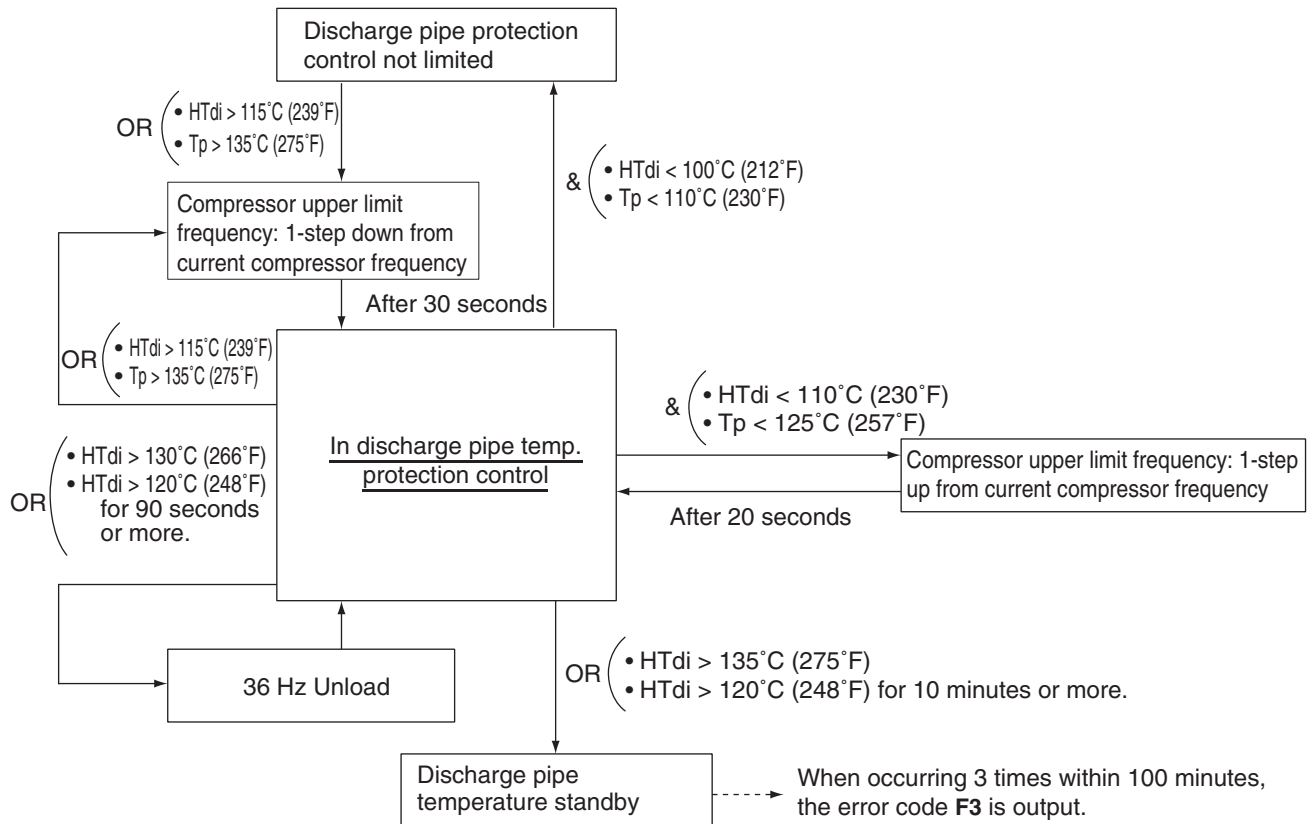 Discharge pipe protection
control not limited
OR
• HTdi > 115˚C (239˚F)
• Tp > 135˚C (275˚F)
&
• HTdi < 100˚C (212˚F)
• Tp < 110˚C (230˚F)
Compressor upper limit
frequency: 1-step down from
current compressor frequency
After 30 seconds
OR
• HTdi > 115˚C (239˚F)
• Tp > 135˚C (275˚F)
&
• HTdi < 110˚C (230˚F)
• Tp < 125˚C (257˚F)
In discharge pipe temp.
protection control
OR
• HTdi > 130˚C (266˚F)
• HTdi > 120˚C (248˚F)
for 90 seconds
or more.
Compressor upper limit frequency: 1-step
up from current compressor frequency
After 20 seconds
36 Hz Unload
OR
• HTdi > 135˚C (275˚F)
• HTdi > 120˚C (248˚F) for 10 minutes or more.
Discharge pipe
temperature standby
When occurring 3 times within 100 minutes,
the error code F3 is output.